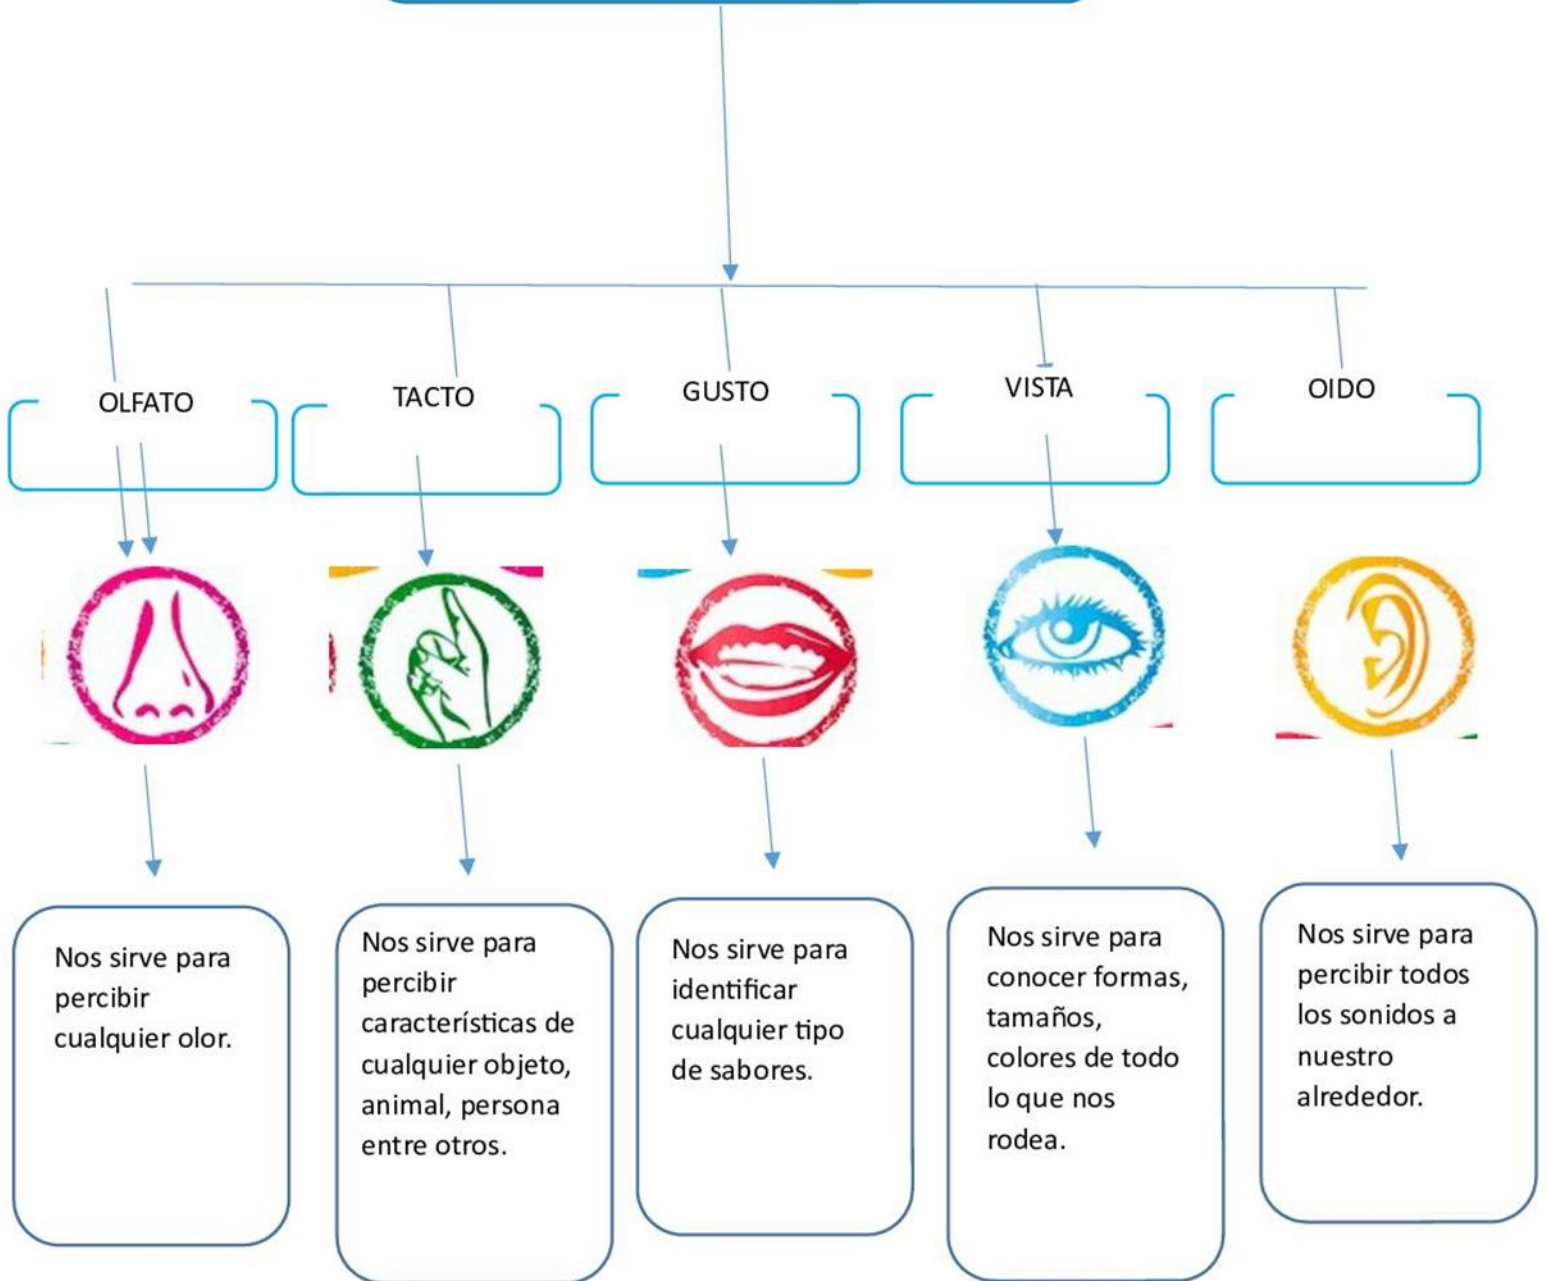 OLFATO
TACTO
GUSTO
VISTA
OIDO
Nos sirve para
percibir
cualquier olor.
Nos sirve para
percibir
características de
cualquier objeto,
animal, persona
entre otros.
Nos sirve para
identificar
cualquier tipo
de sabores.
Nos sirve para
conocer formas,
tamaños,
colores de todo
lo que nos
rodea.
Nos sirve para
percibir todos
los sonidos a
nuestro
alrededor.